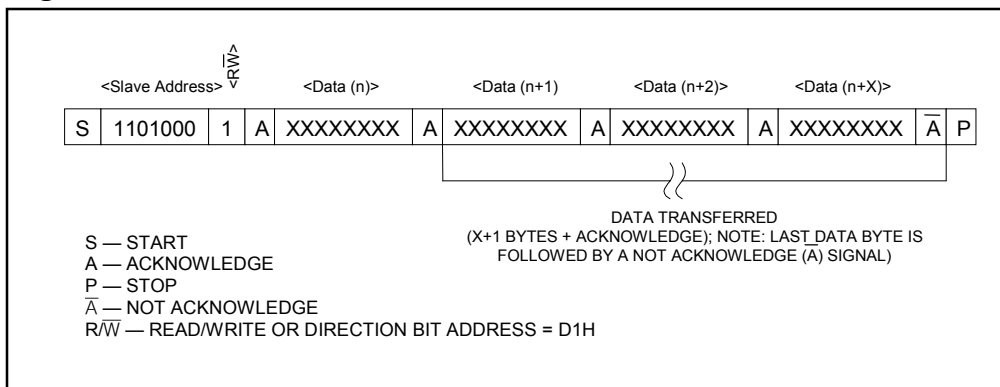 <Slave Address> <RW̅> <Data (n)> <Data (n+1) <Data (n+2)> <Data (n+X)>
S 1101000 1 A XXXXXXXX A XXXXXXXX A XXXXXXXX A XXXXXXXX A̅ P
DATA TRANSFERRED
(X+1 BYTES + ACKNOWLEDGE); NOTE: LAST DATA BYTE IS
FOLLOWED BY A NOT ACKNOWLEDGE (A̅) SIGNAL)
S — START
A — ACKNOWLEDGE
P — STOP
A̅ — NOT ACKNOWLEDGE
R/W̅ — READ/WRITE OR DIRECTION BIT ADDRESS = D1H